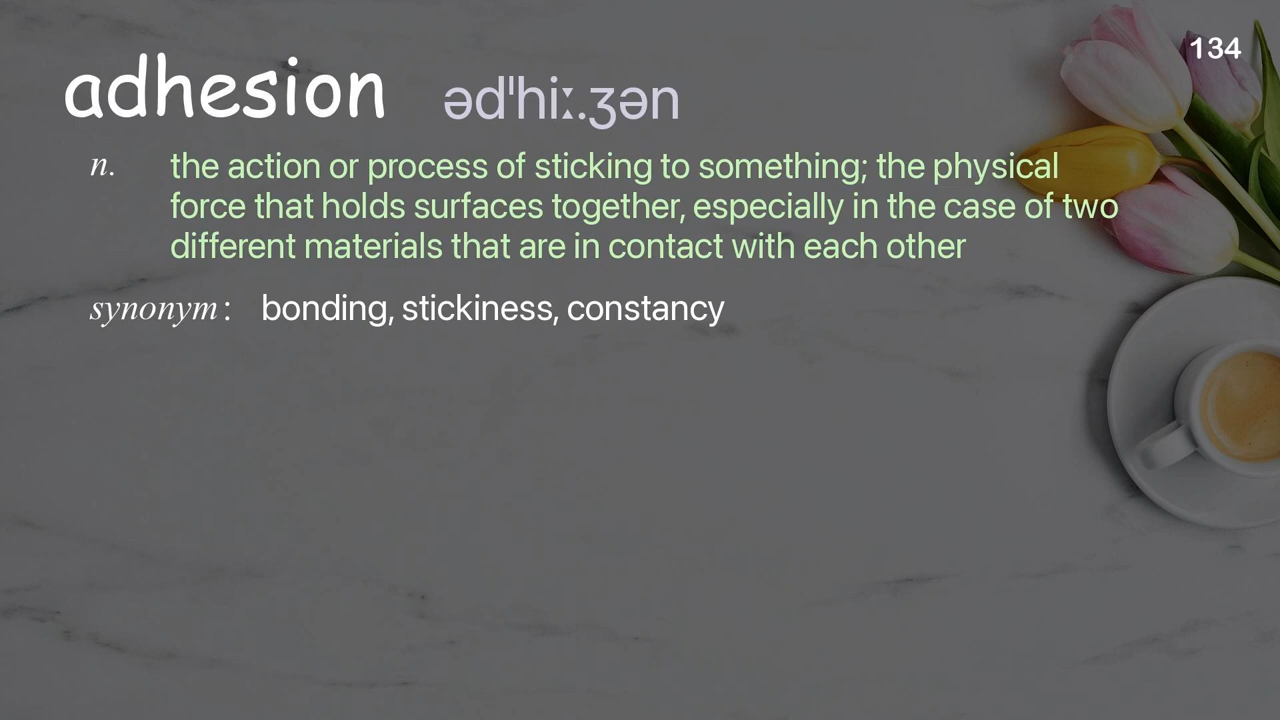 134
adhesion ədˈhiː.ʒən
n. the action or process of sticking to something; the physical
force that holds surfaces together, especially in the case of two
different materials that are in contact with each other
synonym: bonding, stickiness, constancy